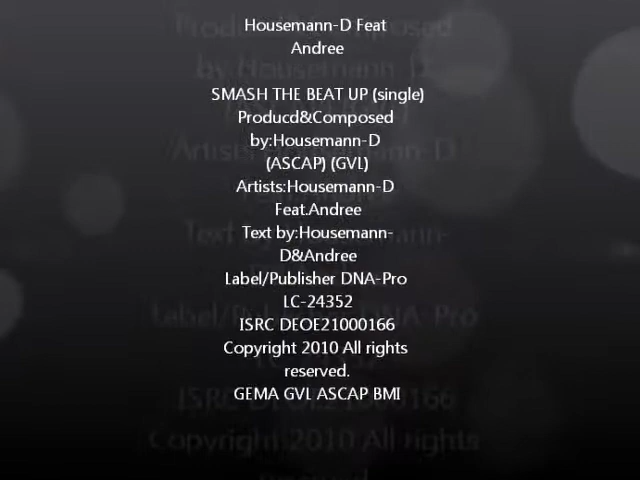 Housemann-D Feat
Andree
SMASH THE BEAT UP (single)
Producd&Composed
by:Housemann-D
(ASCAP) (GVL)
Artists:Housemann-D
Feat.Andree
Text by:Housemann-
D&Andree
Label/Publisher DNA-Pro
LC-24352
ISRC DEOE21000166
Copyright 2010 All rights
reserved.
GEMA GVL ASCAP BMI